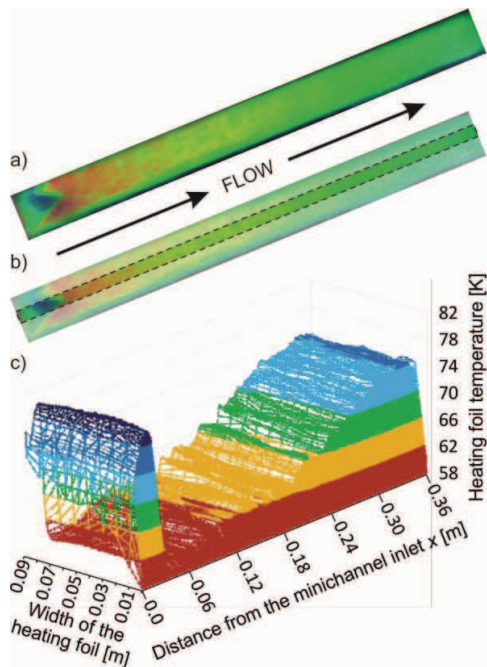 a)
FLOW
b)
c)
82
78
74
70
66
62
58
Heating foil temperature [K]
0.09
0.07
0.05
0.03
0.01
Width of the
heating foil [m]
0.0
0.06
0.12
0.18
0.24
0.30
0.36
Distance from the minichannel inlet x [m]